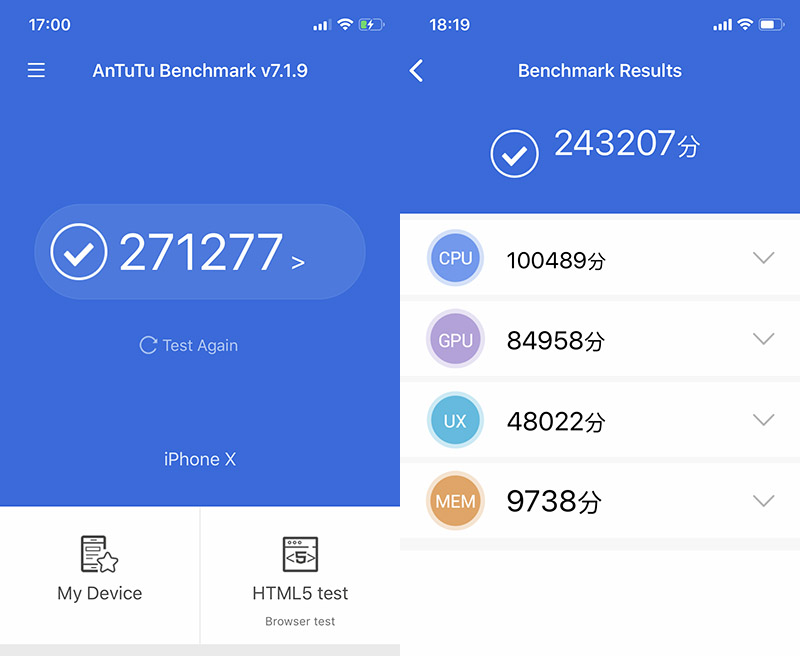 17:00
AnTuTu Benchmark v7.1.9
271277 >
Test Again
iPhone X
My Device
HTML5 test
Browser test
5
18:19
Benchmark Results
243207分
CPU 100489分
GPU 84958分
UX 48022分
MEM 9738分